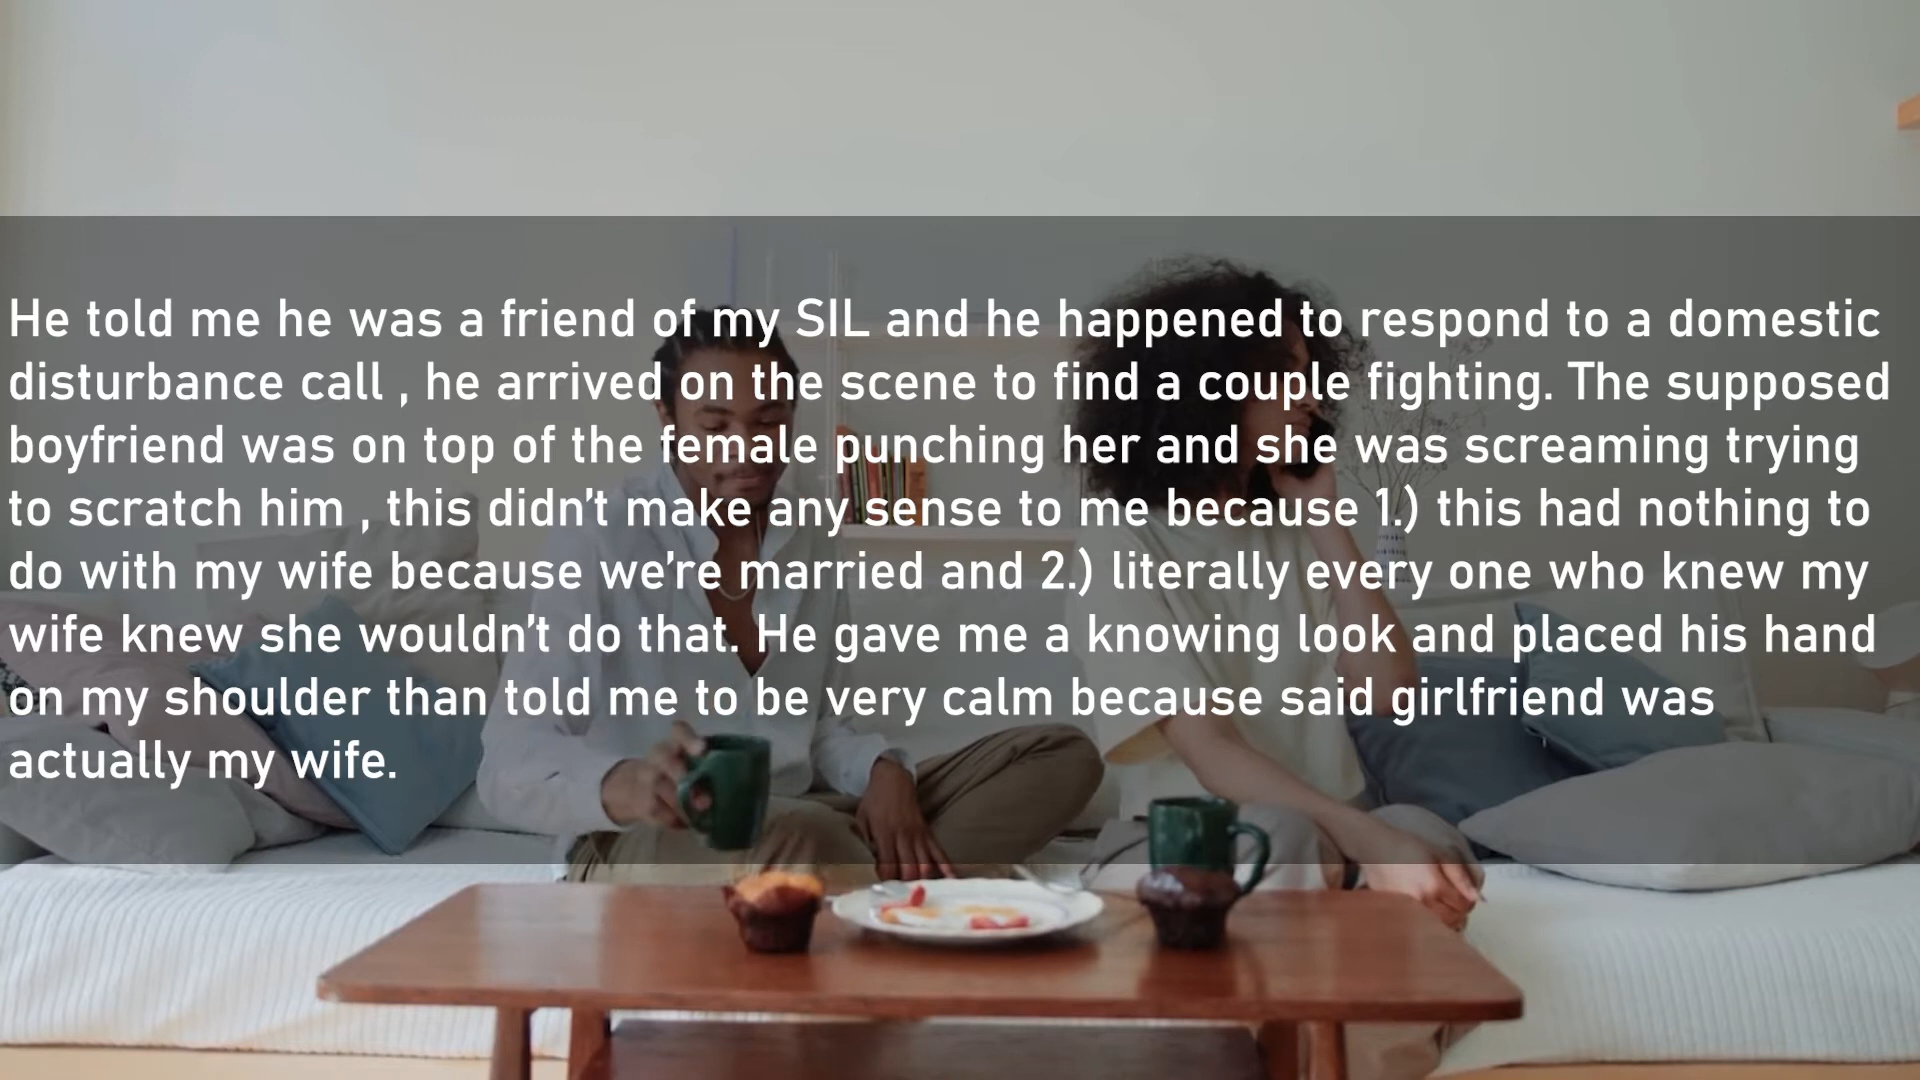 He told me he was a friend of my SIL and he happened to respond to a domestic
disturbance call , he arrived on the scene to find a couple fighting. The supposed
boyfriend was on top of the female punching her and she was screaming trying
to scratch him , this didn’t make any sense to me because 1.) this had nothing to
do with my wife because we’re married and 2.) literally every one who knew my
wife knew she wouldn’t do that. He gave me a knowing look and placed his hand
on my shoulder than told me to be very calm because said girlfriend was
actually my wife.